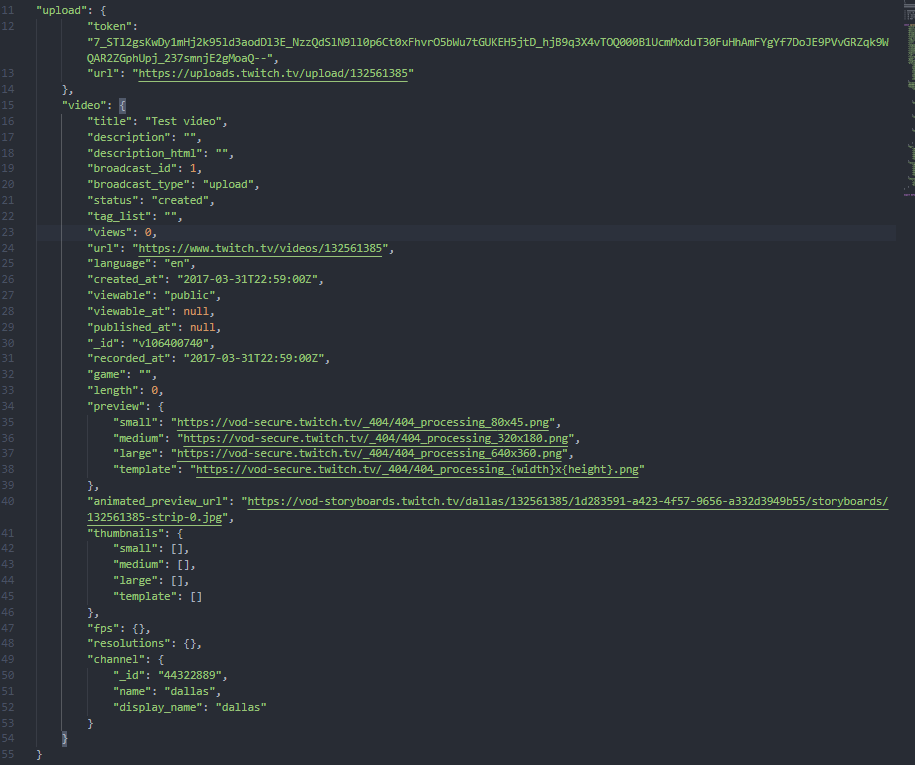 11 "upload": {
12 "token":
"7_STl2gsKwDy1mHj2k95ld3aodDl3E_NzzQdSlN9ll0p6Ct0xFhvrO5bWu7tGUKEH5jtD_hjB9q3X4vTOQ000B1UcmMxduT30FuHhAmFYgYf7DoJE9PVvGRZqk9W
QAR2ZGphUpj_237smnjE2gMoaQ--",
13 "url": "https://uploads.twitch.tv/upload/132561385"
14 },
15 "video": {
16 "title": "Test video",
17 "description": "",
18 "description_html": "",
19 "broadcast_id": 1,
20 "broadcast_type": "upload",
21 "status": "created",
22 "tag_list": "",
23 "views": 0,
24 "url": "https://www.twitch.tv/videos/132561385",
25 "language": "en",
26 "created_at": "2017-03-31T22:59:00Z",
27 "viewable": "public",
28 "viewable_at": null,
29 "published_at": null,
30 "_id": "v106400740",
31 "recorded_at": "2017-03-31T22:59:00Z",
32 "game": "",
33 "length": 0,
34 "preview": {
35 "small": "https://vod-secure.twitch.tv/_404/404_processing_80x45.png",
36 "medium": "https://vod-secure.twitch.tv/_404/404_processing_320x180.png",
37 "large": "https://vod-secure.twitch.tv/_404/404_processing_640x360.png",
38 "template": "https://vod-secure.twitch.tv/_404/404_processing_{width}x{height}.png"
39 },
40 "animated_preview_url": "https://vod-storyboards.twitch.tv/dallas/132561385/1d283591-a423-4f57-9656-a332d3949b55/storyboards/
132561385-strip-0.jpg",
41 "thumbnails": {
42 "small": [],
43 "medium": [],
44 "large": [],
45 "template": []
46 },
47 "fps": {},
48 "resolutions": {},
49 "channel": {
50 "_id": "44322889",
51 "name": "dallas",
52 "display_name": "dallas"
53 }
54 }
55 }